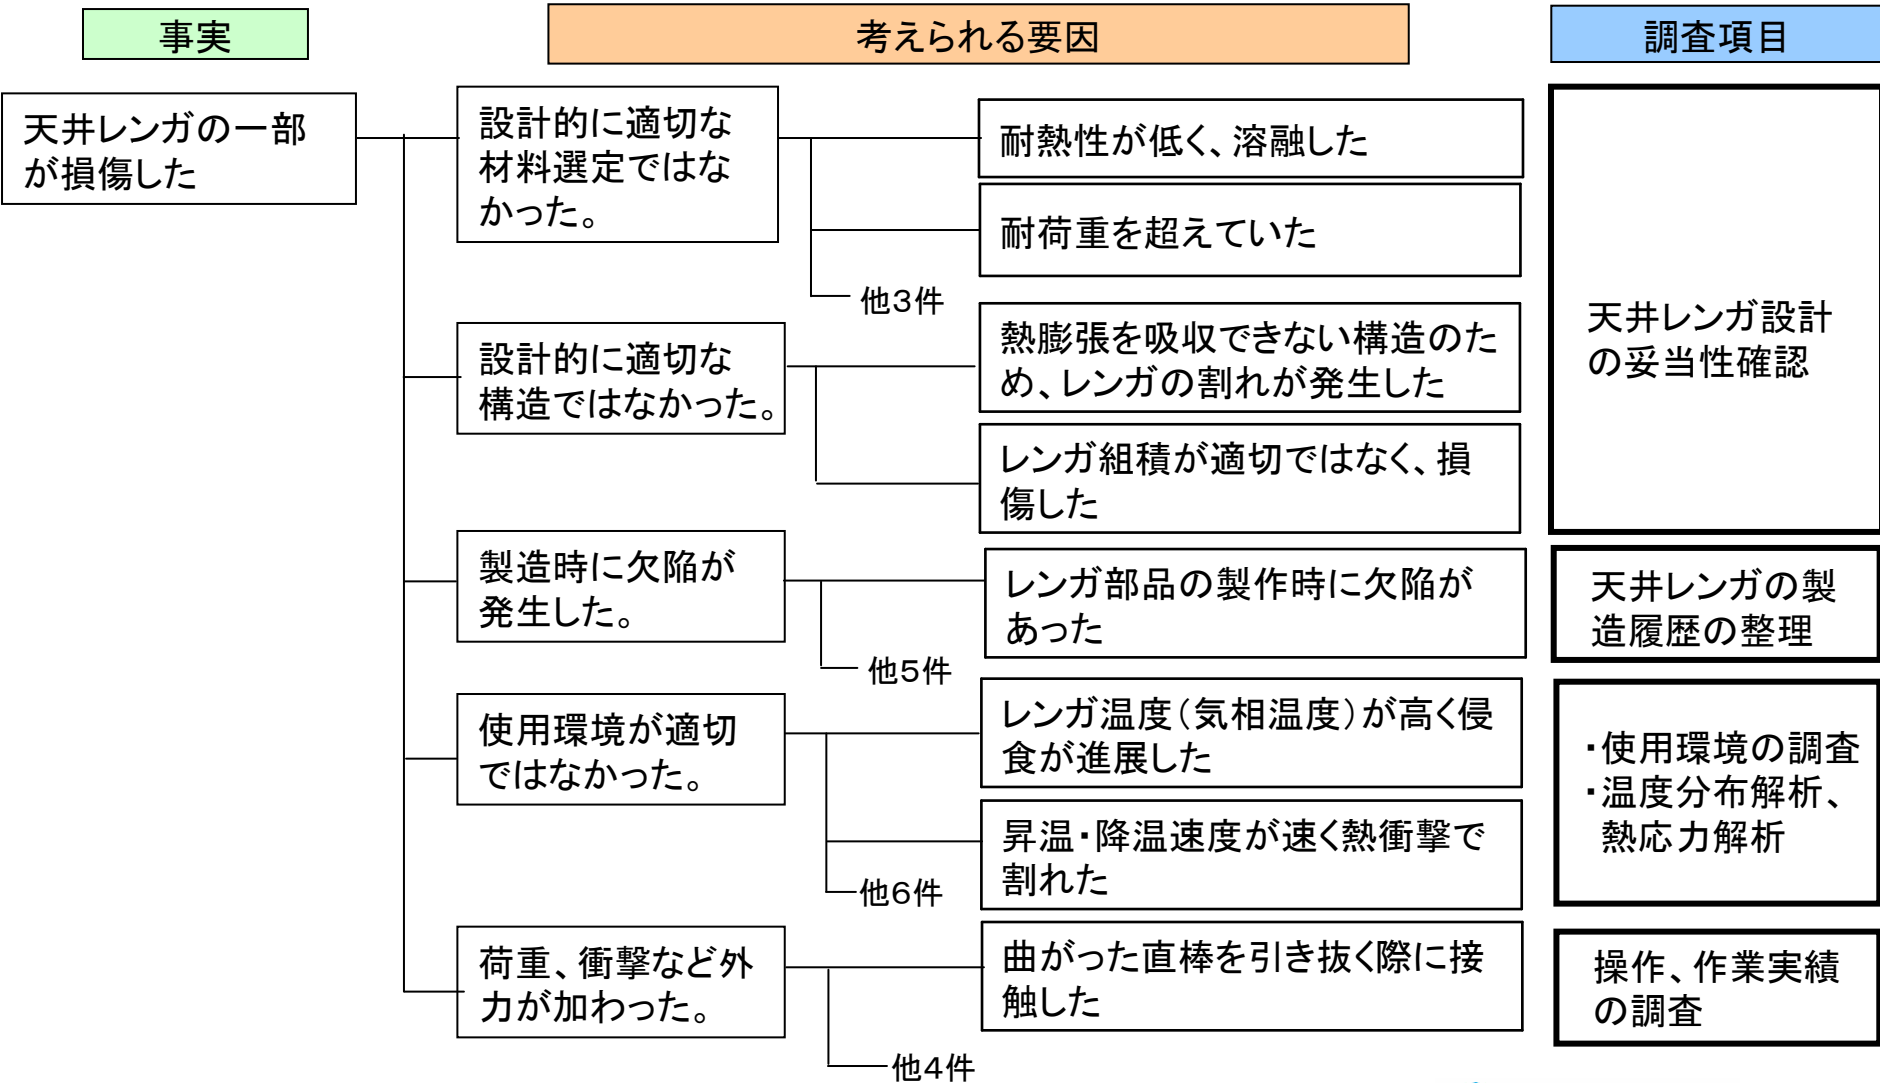 事実
考えられる要因
調査項目
天井レンガの一部
が損傷した
設計的に適切な
材料選定ではな
かった。
耐熱性が低く、溶融した
耐荷重を超えていた
他3件
設計的に適切な
構造ではなかった。
熱膨張を吸収できない構造のた
め、レンガの割れが発生した
レンガ組積が適切ではなく、損
傷した
天井レンガ設計
の妥当性確認
製造時に欠陥が
発生した。
レンガ部品の製作時に欠陥が
あった
他5件
天井レンガの製
造履歴の整理
使用環境が適切
ではなかった。
レンガ温度(気相温度)が高く侵
食が進展した
昇温・降温速度が速く熱衝撃で
割れた
他6件
・使用環境の調査
・温度分布解析、
熱応力解析
荷重、衝撃など外
力が加わった。
曲がった直棒を引き抜く際に接
触した
他4件
操作、作業実績
の調査